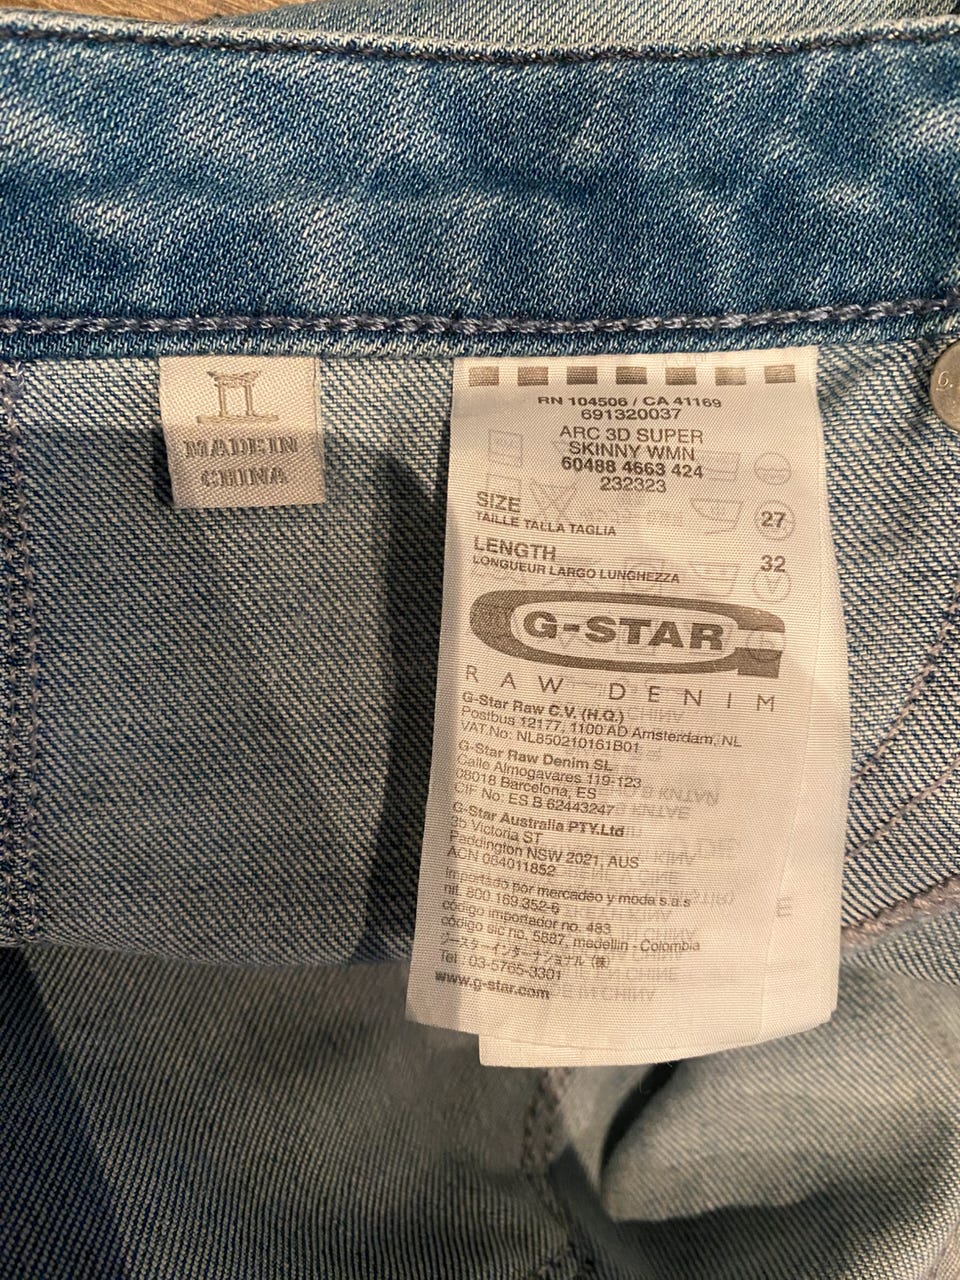 MADE IN
CHINA
RN 104506 / CA 41169
691320037
ARC 3D SUPER
SKINNY WMN
60488 4663 424
232323
SIZE 27
TAILLE TALLA TAGLIA
LENGTH 32
LONGUEUR LARGO LUNGHEZZA
G-STAR
RAW DENIM
G-Star Raw C.V. (H.Q.)
Postbus 12177, 1100 AD Amsterdam, NL
VAT.No: NL850210161B01
G-Star Raw Denim SL
Calle Almogavares 119-123
08018 Barcelona, ES
CIF No: ES B 62443247
G-Star Australia PTY.Ltd
35 Victoria ST
Paddington NSW 2021, AUS
ACN 064011852
Importado por mercadeo y moda s.a.s
nit. 800.169.352-6
código importador no. 483
código sic no. 5887, medellin - Colombia
ジースターインターナショナル (株)
Tel : 03-5765-3301
www.g-star.com